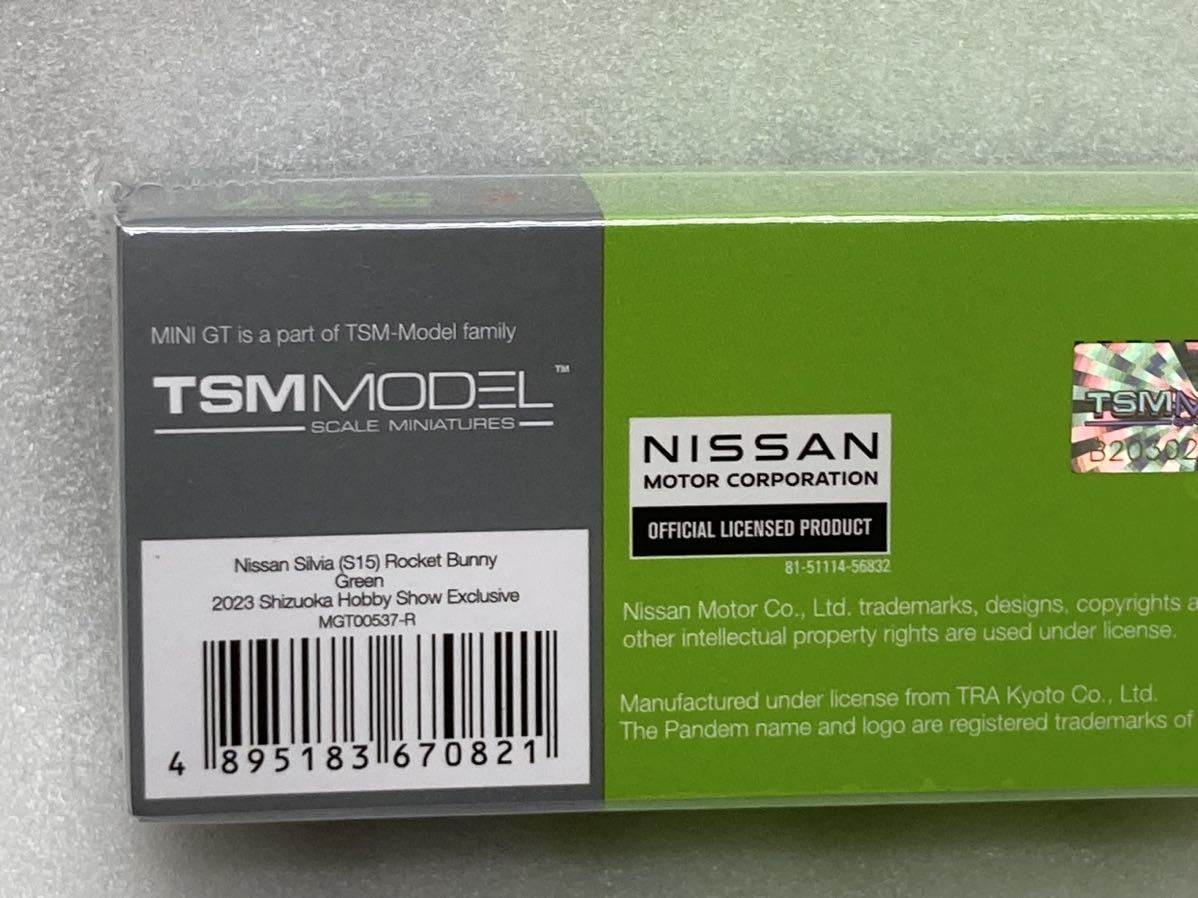 MINI GT is a part of TSM-Model family
TSMMODEL™
SCALE MINIATURES
Nissan Silvia (S15) Rocket Bunny
Green
2023 Shizuoka Hobby Show Exclusive
MGT00537-R
4 895183 670821
NISSAN
MOTOR CORPORATION
OFFICIAL LICENSED PRODUCT
81-51114-56832
Nissan Motor Co., Ltd. trademarks, designs, copyrights
other intellectual property rights are used under license.
Manufactured under license from TRA Kyoto Co., Ltd.
The Pandem name and logo are registered trademarks of
TSM
B20302